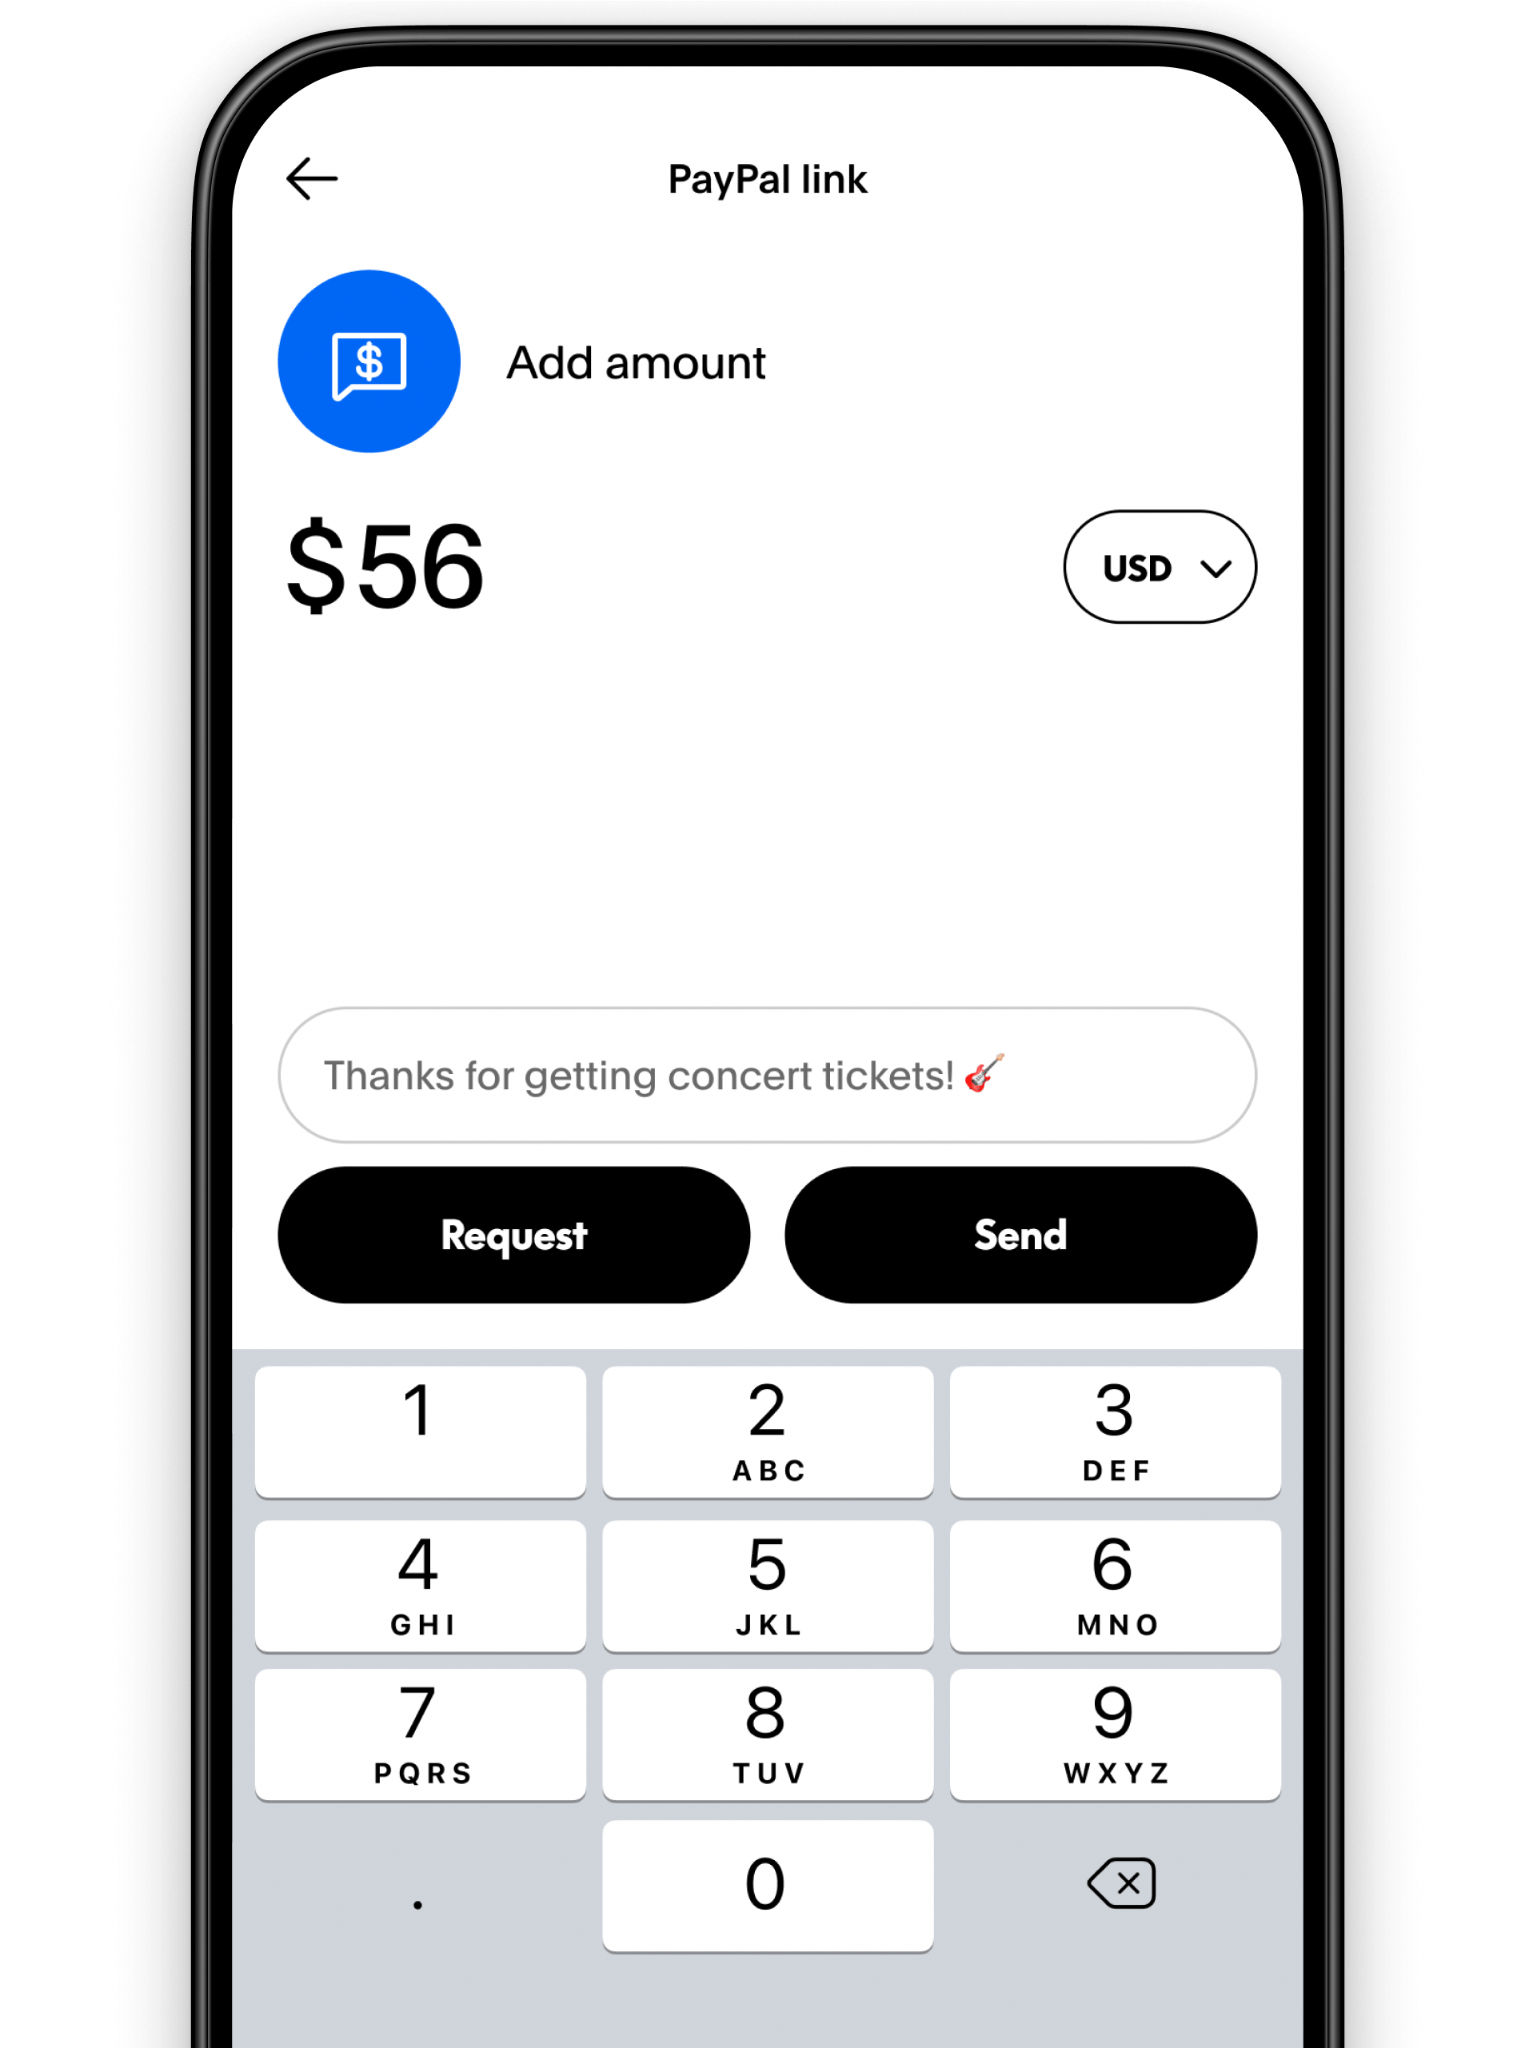 PayPal link
$
Add amount
$56
USD
Thanks for getting concert tickets! 🎸
Request
Send
1
2
ABC
3
DEF
4
GHI
5
JKL
6
MNO
7
PQRS
8
TUV
9
WXYZ
.
0